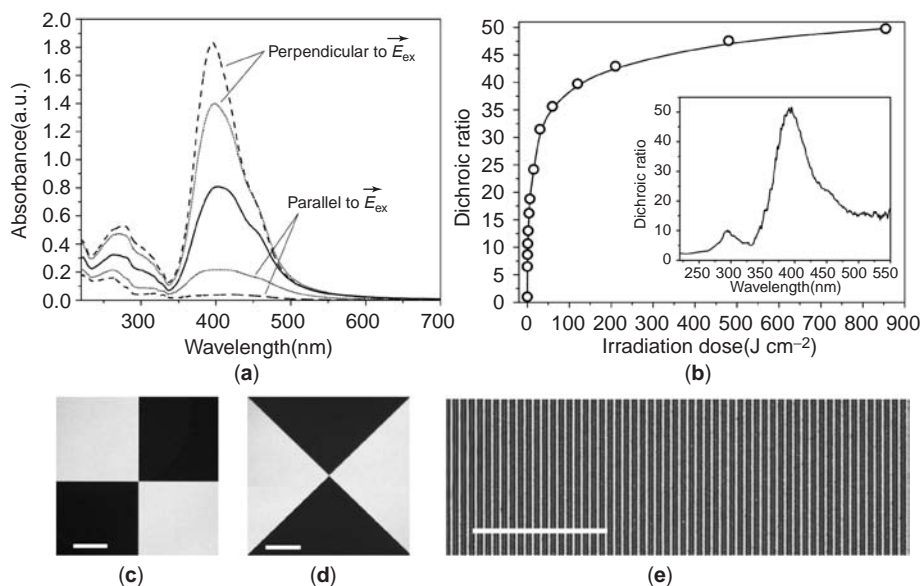 2.0
1.8
1.6
1.4
1.2
1.0
0.8
0.6
0.4
0.2
0.0
Absorbance(a.u.)
Perpendicular to E⃗ex
Parallel to E⃗ex
300 400 500 600 700
Wavelength(nm)
(a)
50
45
40
35
30
25
20
15
10
5
0
Dichroic ratio
50
40
30
20
10
0
Dichroic ratio
250 300 350 400 450 500 550
Wavelength(nm)
0 100 200 300 400 500 600 700 800 900
Irradiation dose(J cm−2)
(b)
(c)
(d)
(e)